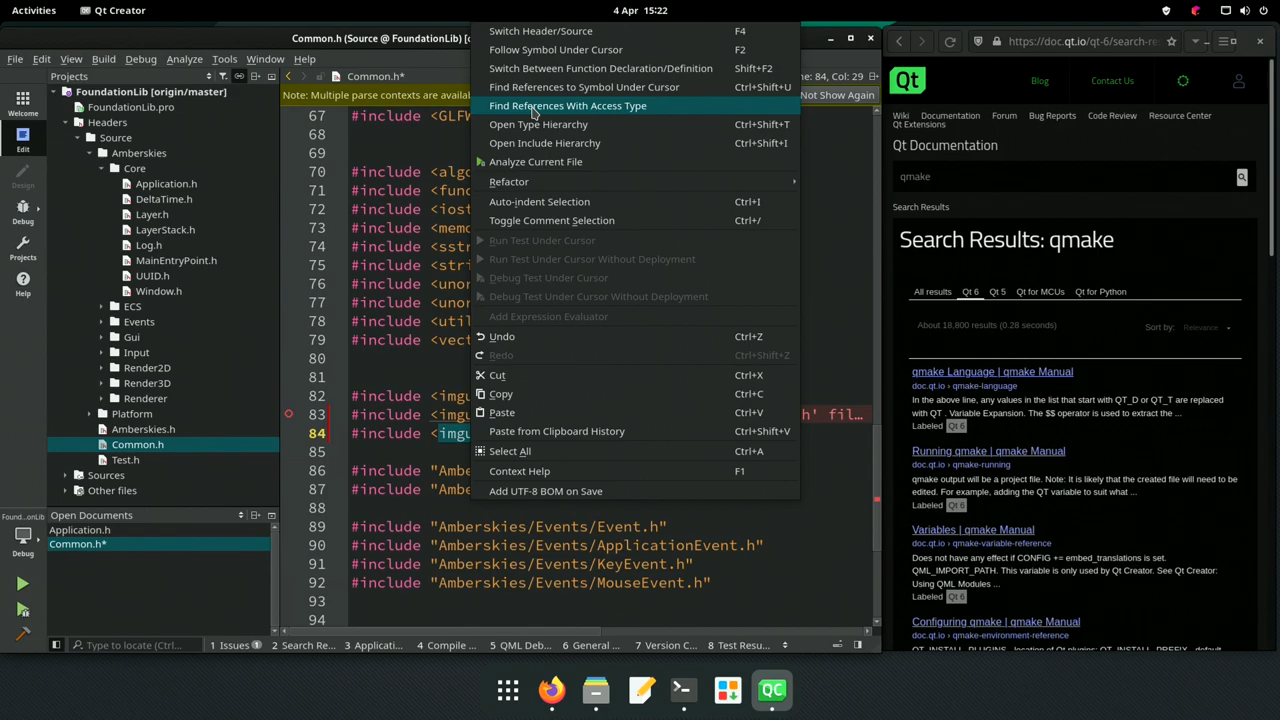 Activities
Qt Creator
4 Apr 15:22
Common.h (Source @ FoundationLib)
File
Edit
View
Build
Debug
Analyze
Tools
Window
Help
Projects
Common.h*
Line: 84, Col: 29
Note: Multiple parse contexts are
Not Show Again
Welcome
Edit
Design
Debug
Projects
Help
Found...onLib
Debug
FoundationLib [origin/master]
FoundationLib.pro
Headers
Source
Amberskies
Core
Application.h
DeltaTime.h
Layer.h
LayerStack.h
Log.h
MainEntryPoint.h
UUID.h
Window.h
ECS
Events
Gui
Input
Render2D
Render3D
Renderer
Platform
Amberskies.h
Common.h
Test.h
Sources
Other files
Open Documents
Application.h
Common.h*
67 #include <GLFW
68
69
70 #include <algo
71 #include <func
72 #include <iost
73 #include <memo
74 #include <sstr
75 #include <stri
76 #include <unor
77 #include <unor
78 #include <util
79 #include <vect
80
81
82 #include <imgu
83 #include <imgu h' fil...
84 #include <imgu
85
86 #include "Ambe
87 #include "Ambe
88
89 #include "Amberskies/Events/Event.h"
90 #include "Amberskies/Events/ApplicationEvent.h"
91 #include "Amberskies/Events/KeyEvent.h"
92 #include "Amberskies/Events/MouseEvent.h"
93
94
Switch Header/Source F4
Follow Symbol Under Cursor F2
Switch Between Function Declaration/Definition Shift+F2
Find References to Symbol Under Cursor Ctrl+Shift+U
Find References With Access Type
Open Type Hierarchy Ctrl+Shift+T
Open Include Hierarchy Ctrl+Shift+I
Analyze Current File
Refactor
Auto-indent Selection Ctrl+I
Toggle Comment Selection Ctrl+/
Run Test Under Cursor
Run Test Under Cursor Without Deployment
Debug Test Under Cursor
Debug Test Under Cursor Without Deployment
Add Expression Evaluator
Undo Ctrl+Z
Redo Ctrl+Shift+Z
Cut Ctrl+X
Copy Ctrl+C
Paste Ctrl+V
Paste from Clipboard History Ctrl+Shift+V
Select All Ctrl+A
Context Help F1
Add UTF-8 BOM on Save
Type to locate (Ctrl...
1 Issues 1
2 Search Re...
3 Applicati...
4 Compile ...
5 QML Deb...
6 General ...
7 Version C...
8 Test Resu...
https://doc.qt.io/qt-6/search-res
Qt
Blog
Contact Us
Wiki
Documentation
Forum
Bug Reports
Code Review
Resource Center
Qt Extensions
Qt Documentation
qmake
Search Results
Search Results: qmake
All results
Qt 6
Qt 5
Qt for MCUs
Qt for Python
About 18,800 results (0.28 seconds)
Sort by:
Relevance
qmake Language | qmake Manual
doc.qt.io › qmake-language
In the above line, any values in the list that start with QT_D or QT_T are replaced
with QT . Variable Expansion. The $$ operator is used to extract the ...
Labeled Qt 6
Running qmake | qmake Manual
doc.qt.io › qmake-running
qmake output will be a project file. Note: It is likely that the created file will need to be
edited. For example, adding the QT variable to suit what ...
Labeled Qt 6
Variables | qmake Manual
doc.qt.io › qmake-variable-reference
Does not have any effect if CONFIG += embed_translations is set.
QML_IMPORT_PATH. This variable is only used by Qt Creator. See Qt Creator:
Using QML Modules ...
Labeled Qt 6
Configuring qmake | qmake Manual
doc.qt.io › qmake-environment-reference
QC